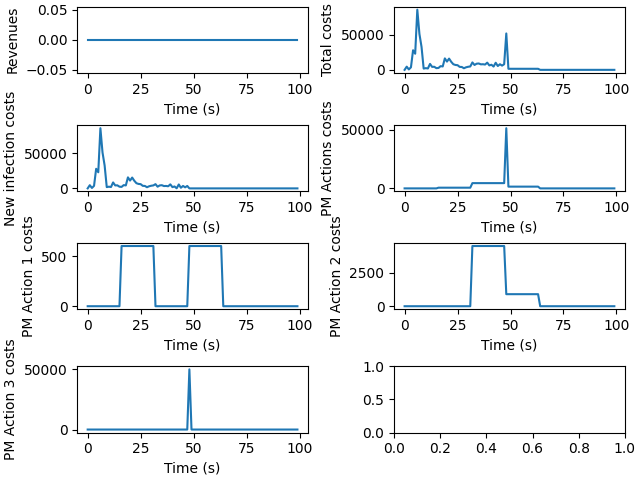 Revenues
0.05
0.00
−0.05
0 25 50 75 100
Time (s)
Total costs
50000
0
0 25 50 75 100
Time (s)
New infection costs
50000
0
0 25 50 75 100
Time (s)
PM Actions costs
50000
0
0 25 50 75 100
Time (s)
PM Action 1 costs
500
0
0 25 50 75 100
Time (s)
PM Action 2 costs
2500
0
0 25 50 75 100
Time (s)
PM Action 3 costs
50000
0
0 25 50 75 100
Time (s)
1.0
0.5
0.0
0.0 0.2 0.4 0.6 0.8 1.0